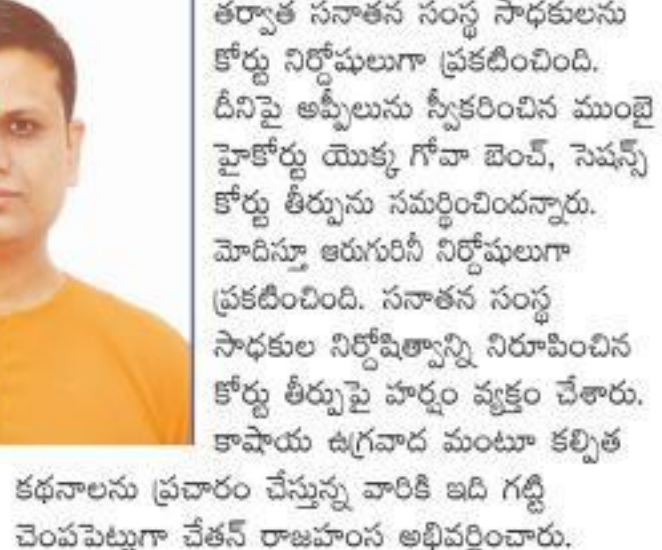 తర్వాత సనాతన సంస్థ సాధకులను
కోర్టు నిర్దోషులుగా ప్రకటించింది.
దీనిపై అప్పీలును స్వీకరించిన ముంబై
హైకోర్టు యొక్క గోవా బెంచ్, సెషన్స్
కోర్టు తీర్పును సమర్థించిందన్నారు.
మోదిస్తూ ఆరుగురినీ నిర్దోషులుగా
ప్రకటించింది. సనాతన సంస్థ
సాధకుల నిర్దోషిత్వాన్ని నిరూపించిన
కోర్టు తీర్పుపై హర్షం వ్యక్తం చేశారు.
కాషాయ ఉగ్రవాద మంటూ కల్పిత
కథనాలను ప్రచారం చేస్తున్న వారికి ఇది గట్టి
చెంపపెట్టుగా చేతన్ రాజహంస అభివర్ణించారు.